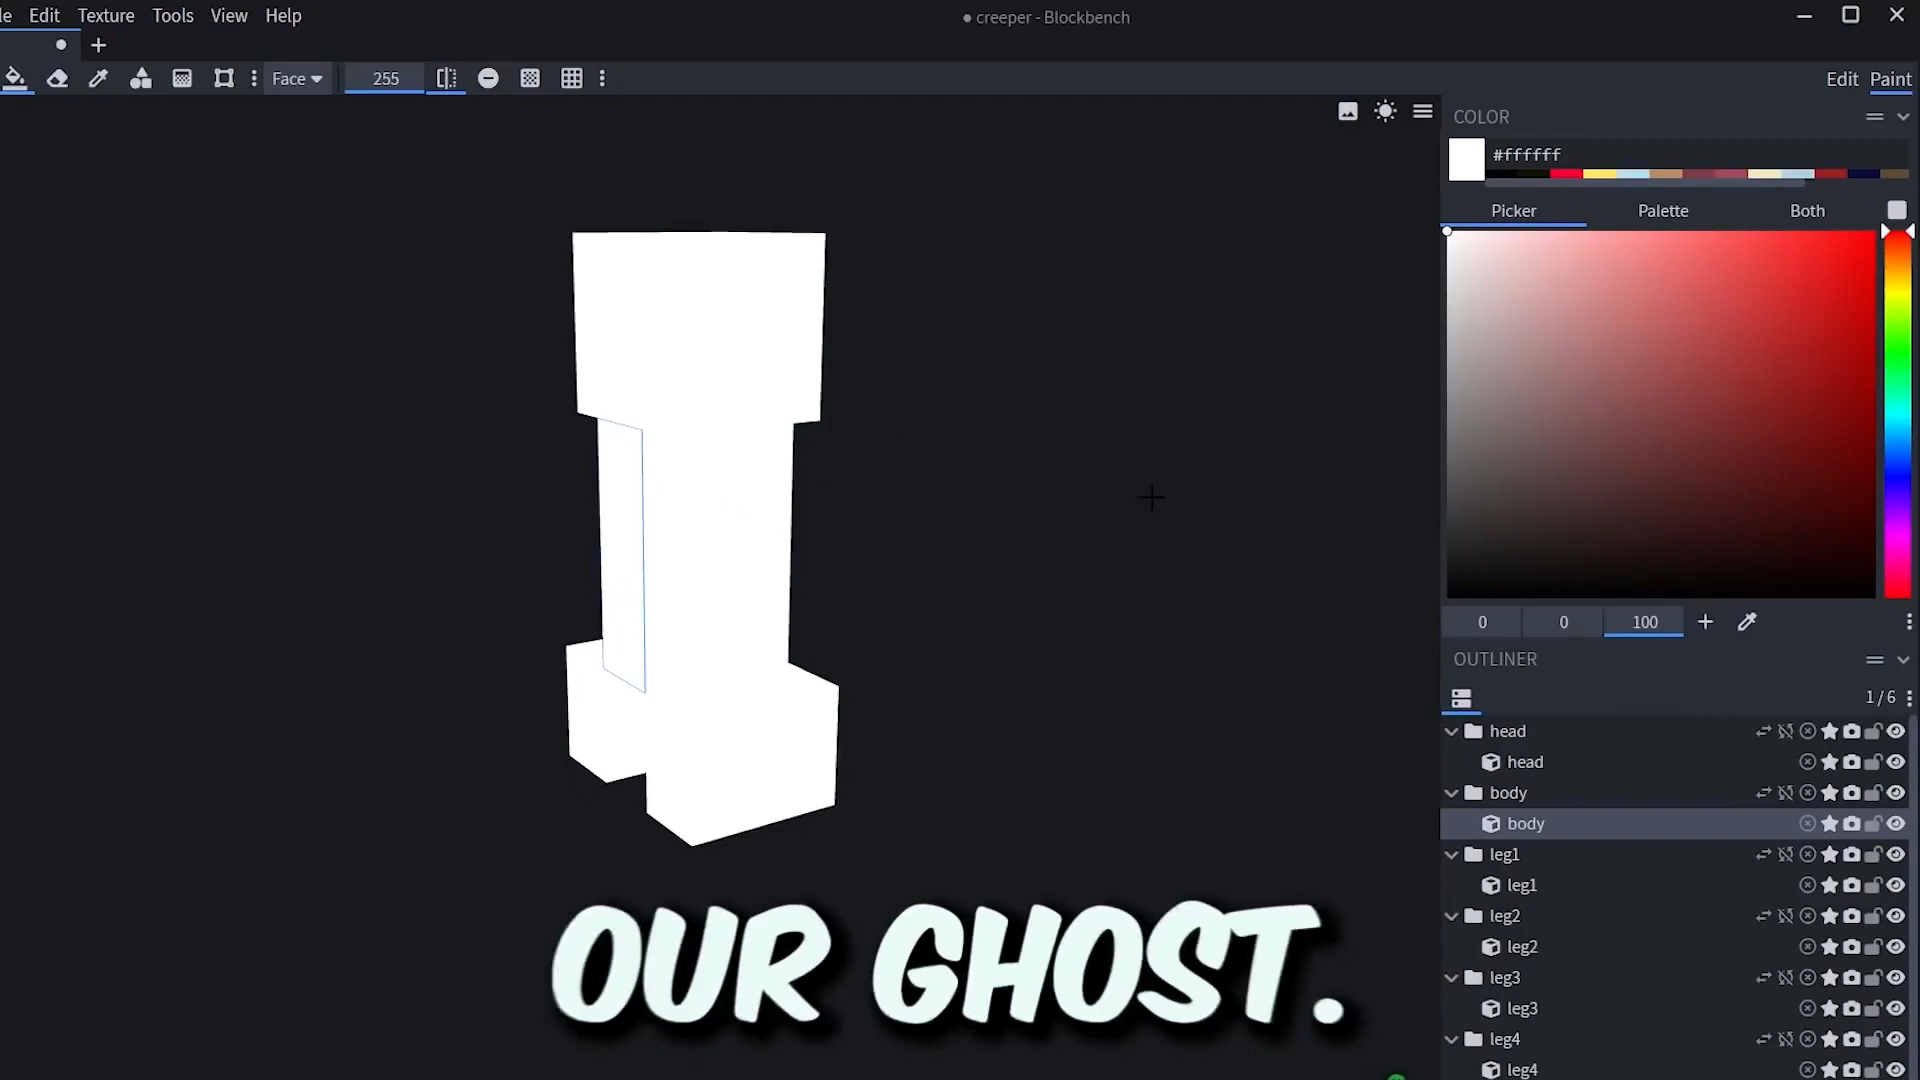 le Edit Texture Tools View Help
● creeper - Blockbench
Face
255
Edit Paint
COLOR
#ffffff
Picker Palette Both
0 0 100
OUTLINER
1/6
head
head
body
body
leg1
leg1
leg2
leg2
leg3
leg3
leg4
leg4
OUR GHOST.